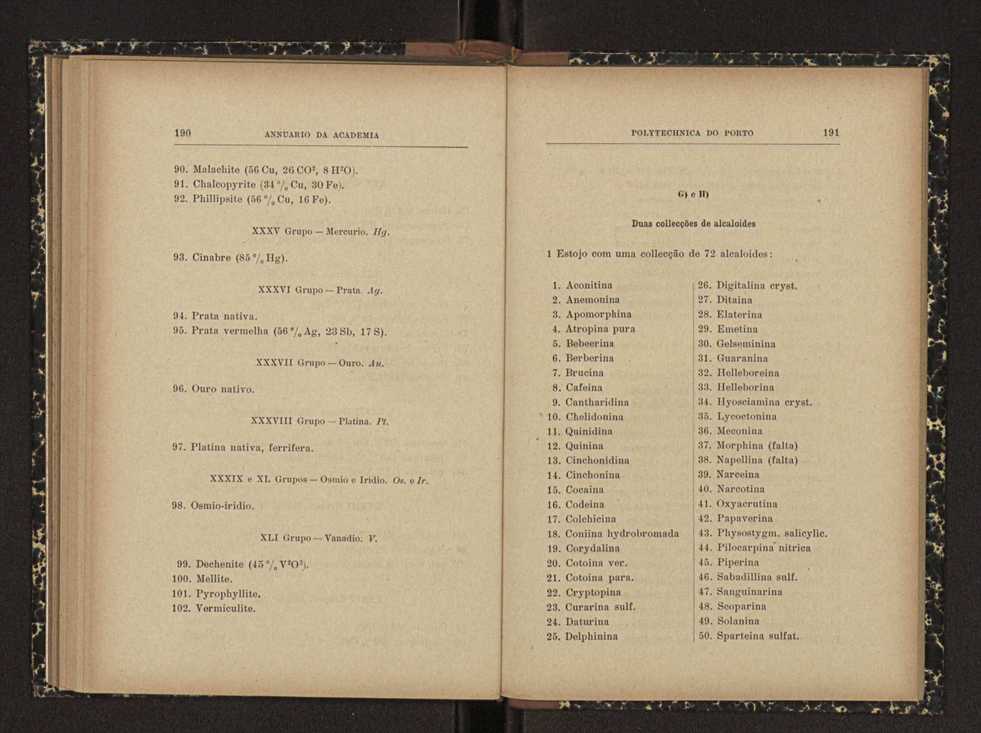 190 ANNUARIO DA ACADEMIA
90. Malachite (56 Cu, 26 CO², 8 H²O).
91. Chalcopyrite (34 °/₀ Cu, 30 Fe).
92. Phillipsite (56 °/₀ Cu, 16 Fe).
XXXV Grupo — Mercurio. Hg.
93. Cinabre (85 °/₀ Hg).
XXXVI Grupo — Prata. Ag.
94. Prata nativa.
95. Prata vermelha (56 °/₀ Ag, 23 Sb, 17 S).
XXXVII Grupo — Ouro. Au.
96. Ouro nativo.
XXXVIII Grupo — Platina. Pt.
97. Platina nativa, ferrifera.
XXXIX e XL Grupos — Osmio e Iridio. Os. e Ir.
98. Osmio-iridio.
XLI Grupo — Vanadio. V.
99. Dechenite (45 °/₀ V²O³).
100. Mellite.
101. Pyrophyllite.
102. Vermiculite.
POLYTECHNICA DO PORTO 191
G) e H)
Duas collecções de alcaloides
1 Estojo com uma collecção de 72 alcaloides:
1. Aconitina
2. Anemonina
3. Apomorphina
4. Atropina pura
5. Bebeerina
6. Berberina
7. Brucina
8. Cafeina
9. Cantharidina
10. Chelidonina
11. Quinidina
12. Quinina
13. Cinchonidina
14. Cinchonina
15. Cocaina
16. Codeina
17. Colchicina
18. Coniina hydrobromada
19. Corydalina
20. Cotoina ver.
21. Cotoina para.
22. Cryptopina
23. Curarina sulf.
24. Daturina
25. Delphinina
26. Digitalina cryst.
27. Ditaina
28. Elaterina
29. Emetina
30. Gelseminina
31. Guaranina
32. Helleboreina
33. Helleborina
34. Hyosciamina cryst.
35. Lycoctonina
36. Meconina
37. Morphina (falta)
38. Napellina (falta)
39. Narceina
40. Narcotina
41. Oxyacrutina
42. Papaverina
43. Physostygm. salicylic.
44. Pilocarpina nitrica
45. Piperina
46. Sabadillina sulf.
47. Sanguinarina
48. Scoparina
49. Solanina
50. Sparteina sulfat.